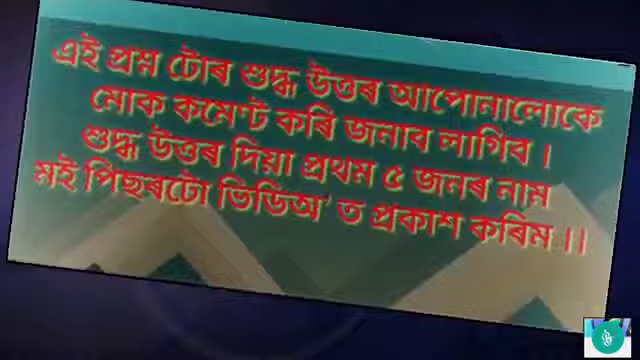 এই প্ৰশ্ন টোৰ শুদ্ধ উত্তৰ আপোনালোকে
মোক কমেণ্ট কৰি জনাব লাগিব ।
শুদ্ধ উত্তৰ দিয়া প্ৰথম ৫ জনৰ নাম
মই পিছৰটো ভিডিঅ' ত প্ৰকাশ কৰিম ।।